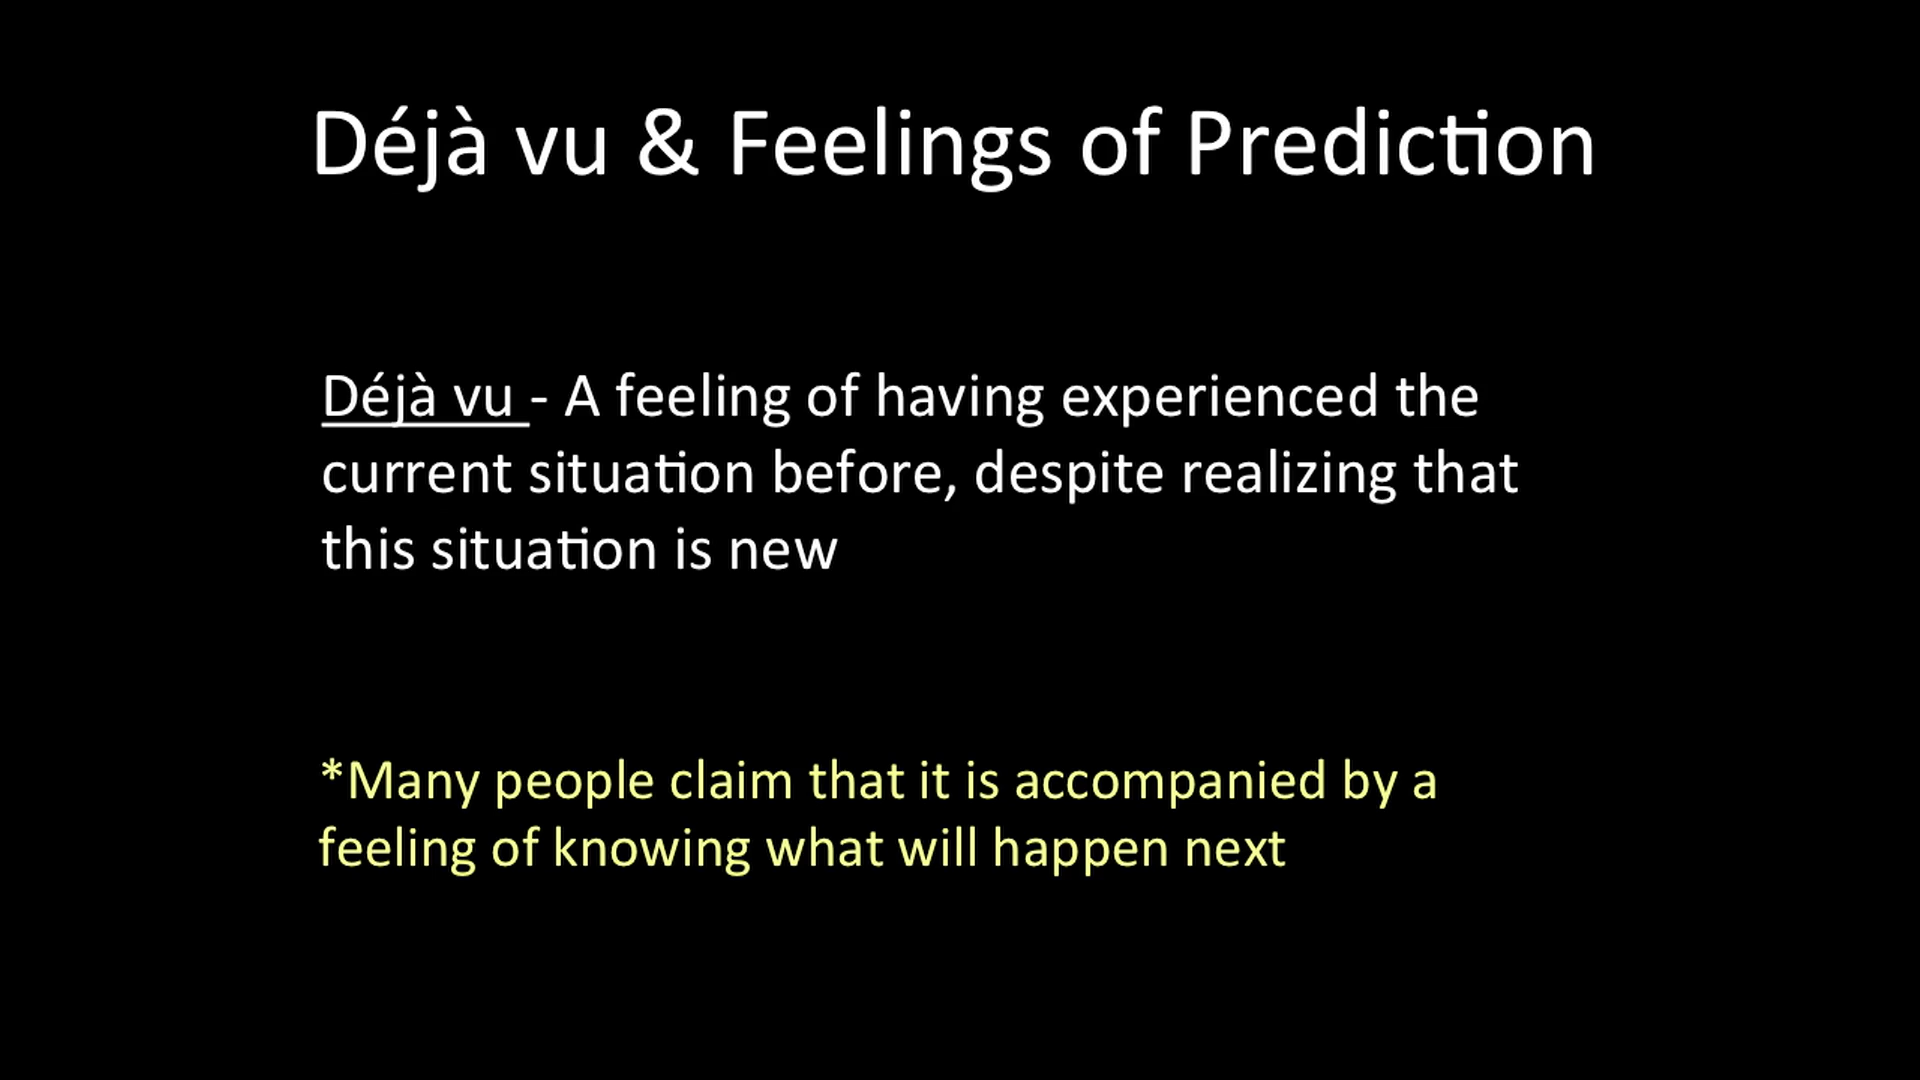 Déjà vu & Feelings of Prediction
Déjà vu - A feeling of having experienced the
current situation before, despite realizing that
this situation is new
*Many people claim that it is accompanied by a
feeling of knowing what will happen next